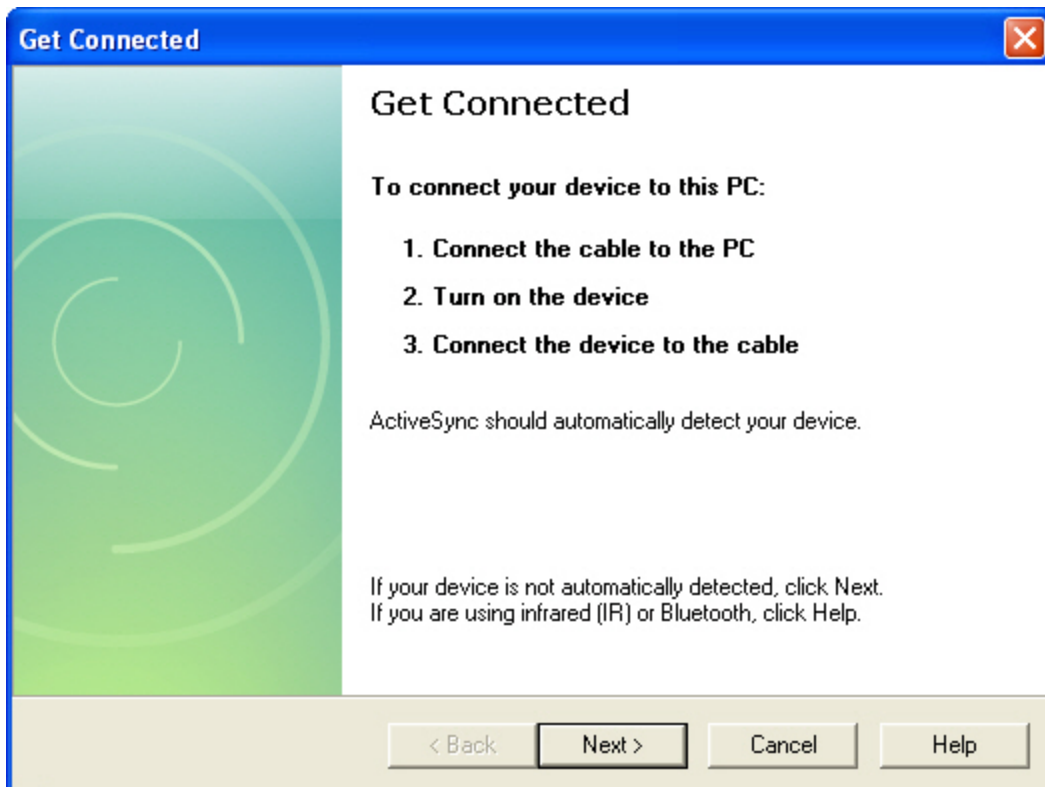 Get Connected
Get Connected
To connect your device to this PC:
1. Connect the cable to the PC
2. Turn on the device
3. Connect the device to the cable
ActiveSync should automatically detect your device.
If your device is not automatically detected, click Next.
If you are using infrared (IR) or Bluetooth, click Help.
< Back
Next >
Cancel
Help